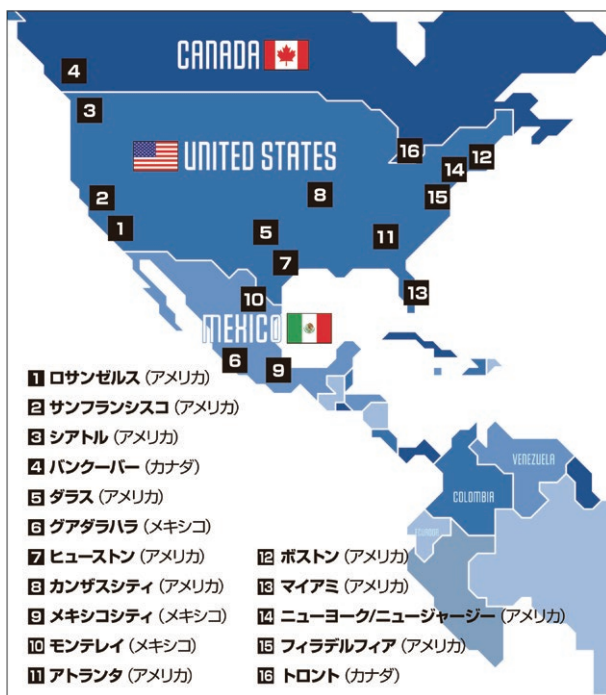 CANADA
4
3
UNITED STATES
16
12
14
8
15
2
1
5
11
7
10
13
MEXICO
6
9
1 ロサンゼルス (アメリカ)
2 サンフランシスコ (アメリカ)
3 シアトル (アメリカ)
4 バンクーバー (カナダ)
5 ダラス (アメリカ)
6 グアダラハラ (メキシコ)
7 ヒューストン (アメリカ)
8 カンザスシティ (アメリカ)
9 メキシコシティ (メキシコ)
10 モンテレイ (メキシコ)
11 アトランタ (アメリカ)
12 ボストン (アメリカ)
13 マイアミ (アメリカ)
14 ニューヨーク/ニュージャージー (アメリカ)
15 フィラデルフィア (アメリカ)
16 トロント (カナダ)
VENEZUELA
COLOMBIA
ECUADOR